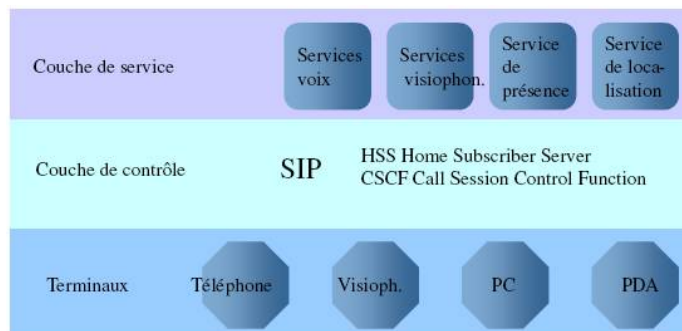 Couche de service
Services
voix
Services
visiophon.
Service
de
présence
Service
de loca-
lisation
Couche de contrôle
SIP
HSS Home Subscriber Server
CSCF Call Session Control Function
Terminaux
Téléphone
Visioph.
PC
PDA